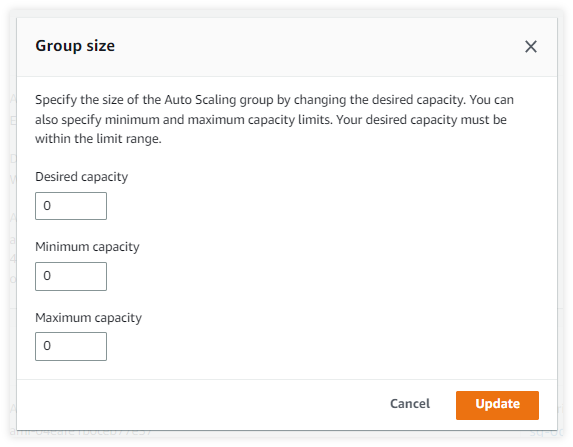 Group size
Specify the size of the Auto Scaling group by changing the desired capacity. You can
also specify minimum and maximum capacity limits. Your desired capacity must be
within the limit range.
Desired capacity
0
Minimum capacity
0
Maximum capacity
0
Cancel
Update